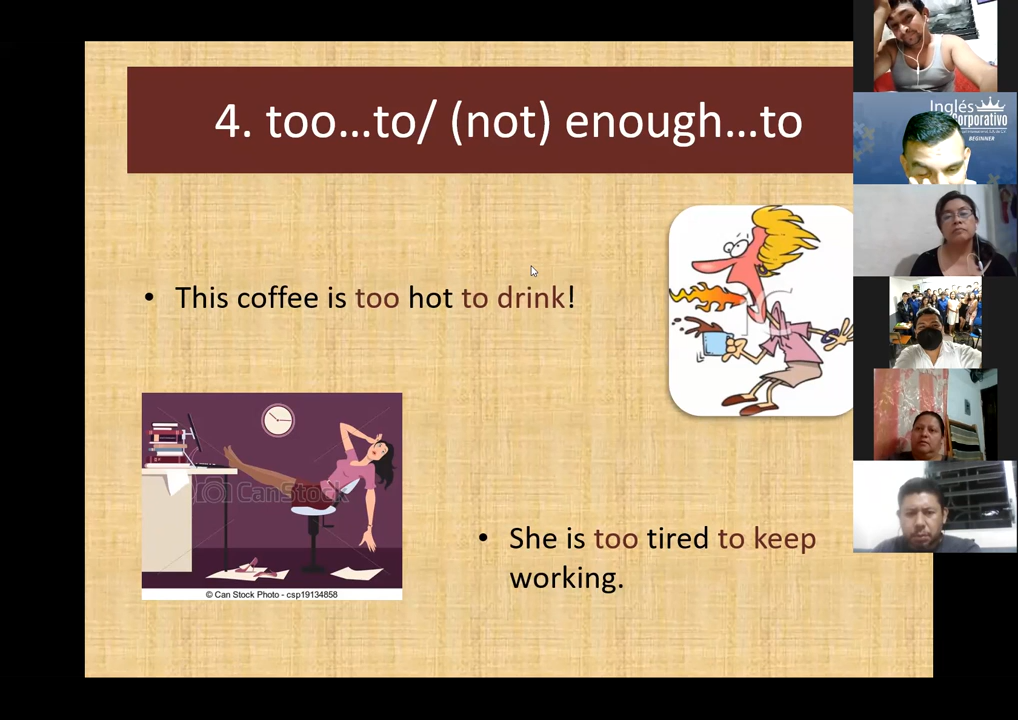 4. too…to/ (not) enough…to
• This coffee is too hot to drink!
CanStock
© Can Stock Photo - csp19134858
• She is too tired to keep
working.
Inglés
Corporativo
BEGINNER